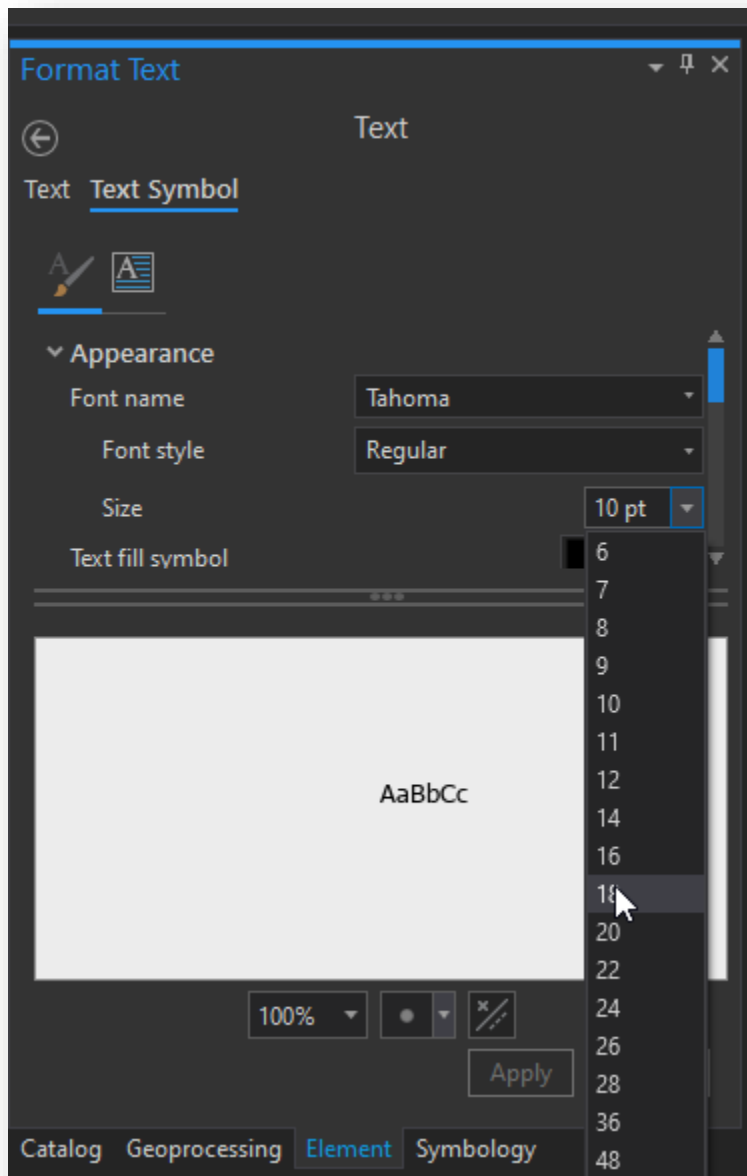 Format Text
Text
Text Text Symbol
A A
Appearance
Font name Tahoma
Font style Regular
Size 10 pt
Text fill symbol
6
7
8
9
10
11
12
14
16
18
20
22
24
26
28
36
48
AaBbCc
100%
Apply
Catalog Geoprocessing Element Symbology